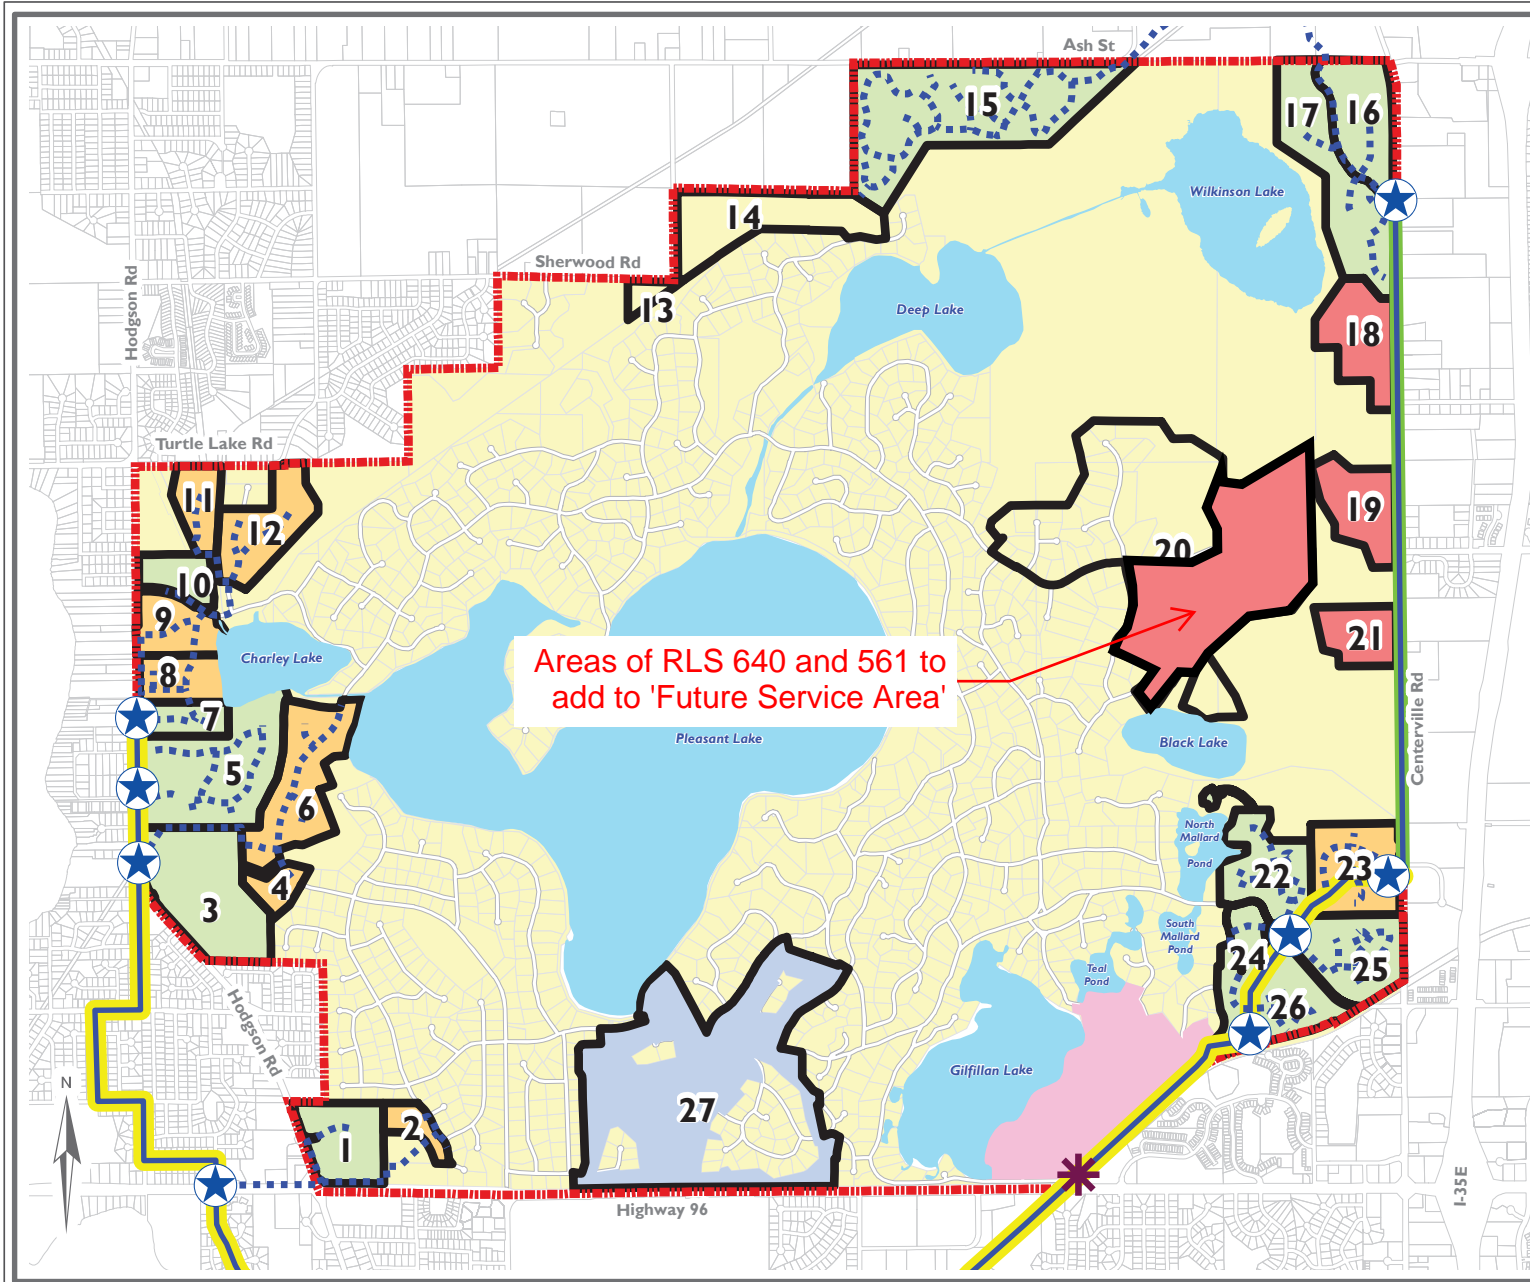 Ash St
15
17
16
Wilkinson Lake
14
Sherwood Rd
13
Deep Lake
Hodgson Rd
18
Turtle Lake Rd
11
12
19
20
10
9
21
8
Charley Lake
Areas of RLS 640 and 561 to
add to 'Future Service Area'
7
Pleasant Lake
Black Lake
Centerville Rd
5
6
North
Mallard
Pond
22
23
4
3
South
Mallard
Pond
24
25
Teal
Pond
26
Hodgson Rd
Gilfillan Lake
N
27
2
1
Highway 96
I-35E